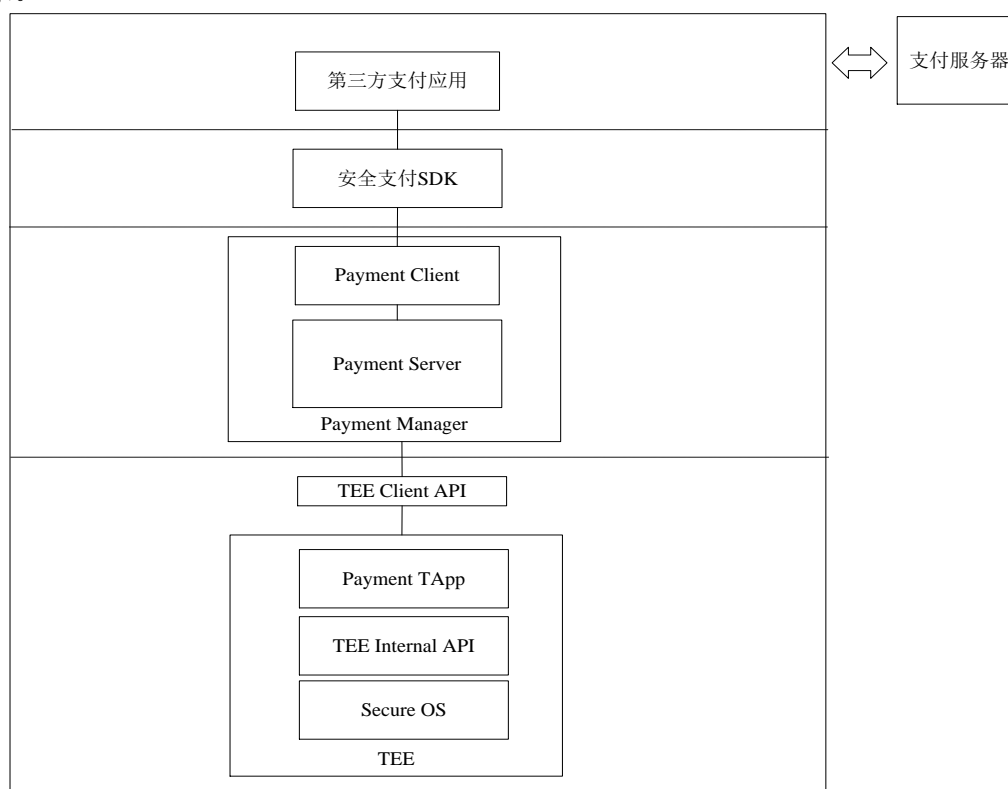 第三方支付应用
支付服务器
安全支付SDK
Payment Client
Payment Server
Payment Manager
TEE Client API
Payment TApp
TEE Internal API
Secure OS
TEE